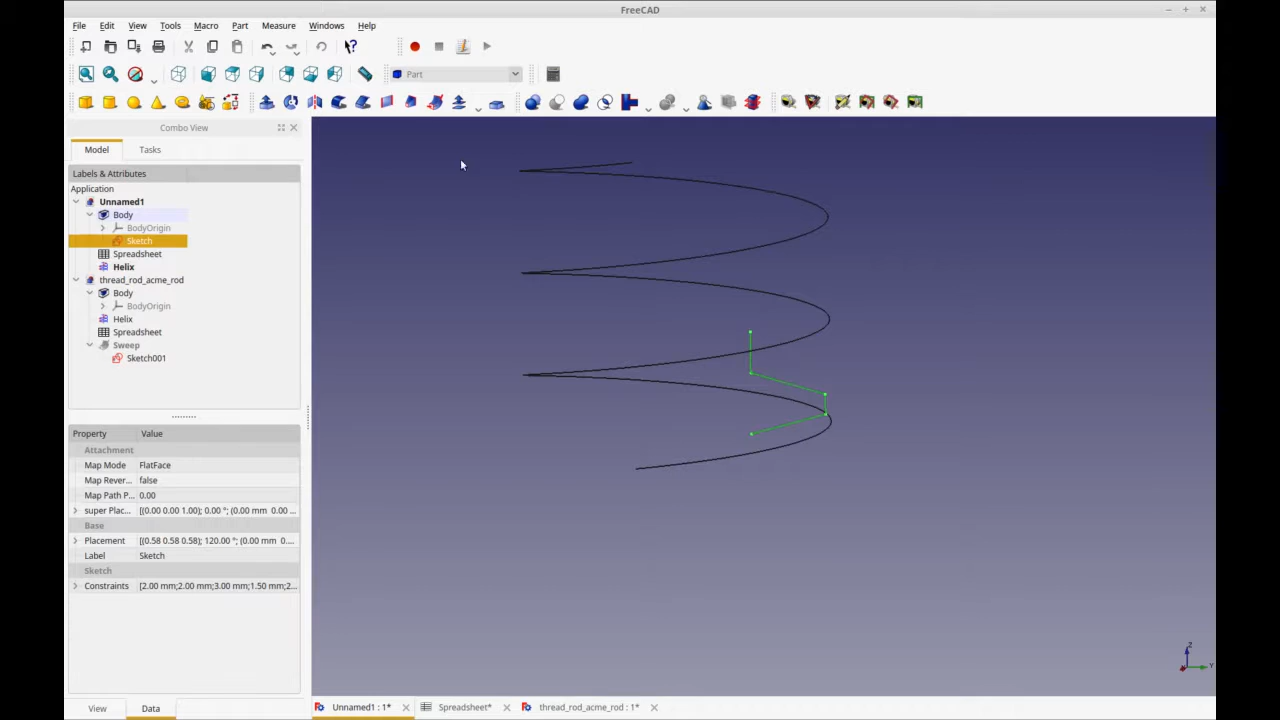 FreeCAD
File Edit View Tools Macro Part Measure Windows Help
Part
Combo View
Model Tasks
Labels & Attributes
Application
Unnamed1
Body
BodyOrigin
Sketch
Spreadsheet
Helix
thread_rod_acme_rod
Body
BodyOrigin
Helix
Spreadsheet
Sweep
Sketch001
Property Value
Attachment
Map Mode FlatFace
Map Rever... false
Map Path P... 0.00
super Plac... [(0.00 0.00 1.00); 0.00 °; (0.00 mm 0.00 ...
Base
Placement [(0.58 0.58 0.58); 120.00 °; (0.00 mm 0....
Label Sketch
Sketch
Constraints [2.00 mm;2.00 mm;3.00 mm;1.50 mm;2...
Z
Y
View Data Unnamed1 : 1* Spreadsheet* thread_rod_acme_rod : 1*